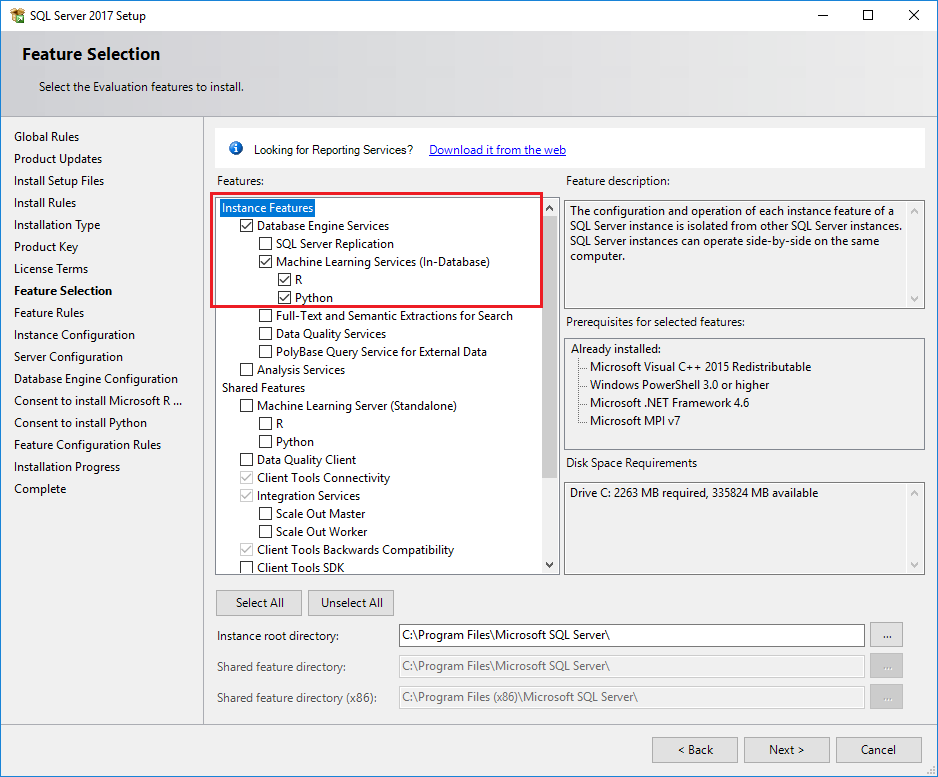 SQL Server 2017 Setup
Feature Selection
Select the Evaluation features to install.
Global Rules
Product Updates
Install Setup Files
Install Rules
Installation Type
Product Key
License Terms
Feature Selection
Feature Rules
Instance Configuration
Server Configuration
Database Engine Configuration
Consent to install Microsoft R ...
Consent to install Python
Feature Configuration Rules
Installation Progress
Complete
Looking for Reporting Services? Download it from the web
Features:
Instance Features
Database Engine Services
SQL Server Replication
Machine Learning Services (In-Database)
R
Python
Full-Text and Semantic Extractions for Search
Data Quality Services
PolyBase Query Service for External Data
Analysis Services
Shared Features
Machine Learning Server (Standalone)
R
Python
Data Quality Client
Client Tools Connectivity
Integration Services
Scale Out Master
Scale Out Worker
Client Tools Backwards Compatibility
Client Tools SDK
Feature description:
The configuration and operation of each instance feature of a
SQL Server instance is isolated from other SQL Server instances.
SQL Server instances can operate side-by-side on the same
computer.
Prerequisites for selected features:
Already installed:
Microsoft Visual C++ 2015 Redistributable
Windows PowerShell 3.0 or higher
Microsoft .NET Framework 4.6
Microsoft MPI v7
Disk Space Requirements
Drive C: 2263 MB required, 335824 MB available
Select All Unselect All
Instance root directory: C:\Program Files\Microsoft SQL Server\ ...
Shared feature directory: C:\Program Files\Microsoft SQL Server\ ...
Shared feature directory (x86): C:\Program Files (x86)\Microsoft SQL Server\ ...
< Back Next > Cancel